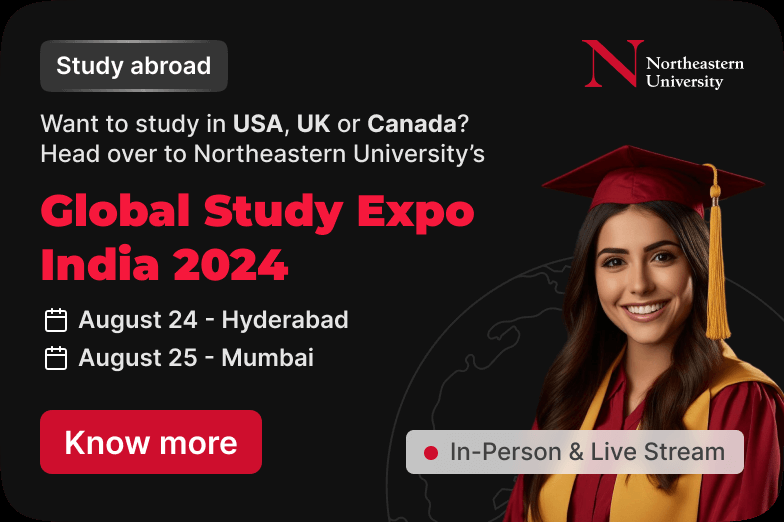 Study abroad
Northeastern
University
Want to study in USA, UK or Canada?
Head over to Northeastern University’s
Global Study Expo
India 2024
August 24 - Hyderabad
August 25 - Mumbai
Know more
In-Person & Live Stream